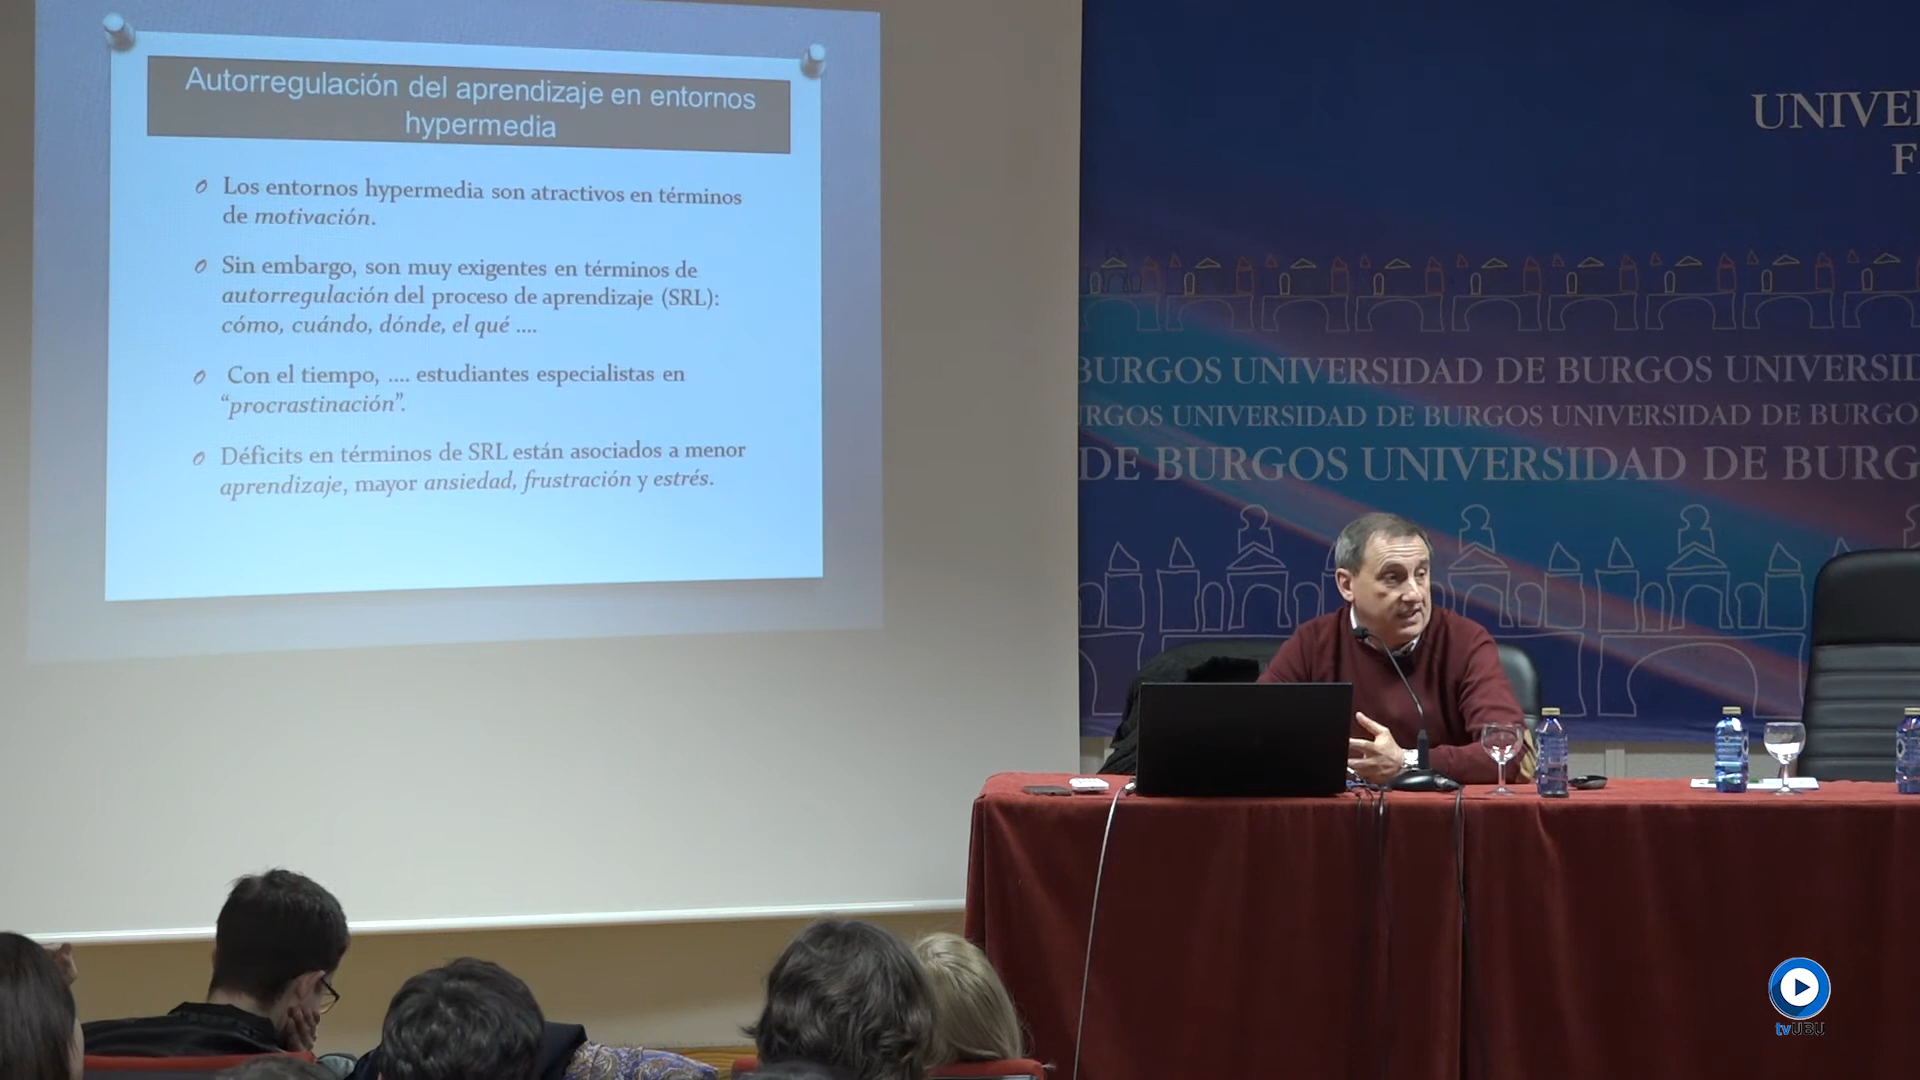 Autorregulación del aprendizaje en entornos
hypermedia
Los entornos hypermedia son atractivos en términos
de motivación.
Sin embargo, son muy exigentes en términos de
autorregulación del proceso de aprendizaje (SRL):
cómo, cuándo, dónde, el qué ....
Con el tiempo, .... estudiantes especialistas en
“procrastinación”.
Déficits en términos de SRL están asociados a menor
aprendizaje, mayor ansiedad, frustración y estrés.
UNIVE
F
BURGOS UNIVERSIDAD DE BURGOS UNIVERSID
RGOS UNIVERSIDAD DE BURGOS UNIVERSIDAD DE BURGO
DE BURGOS UNIVERSIDAD DE BURG
tvUBU